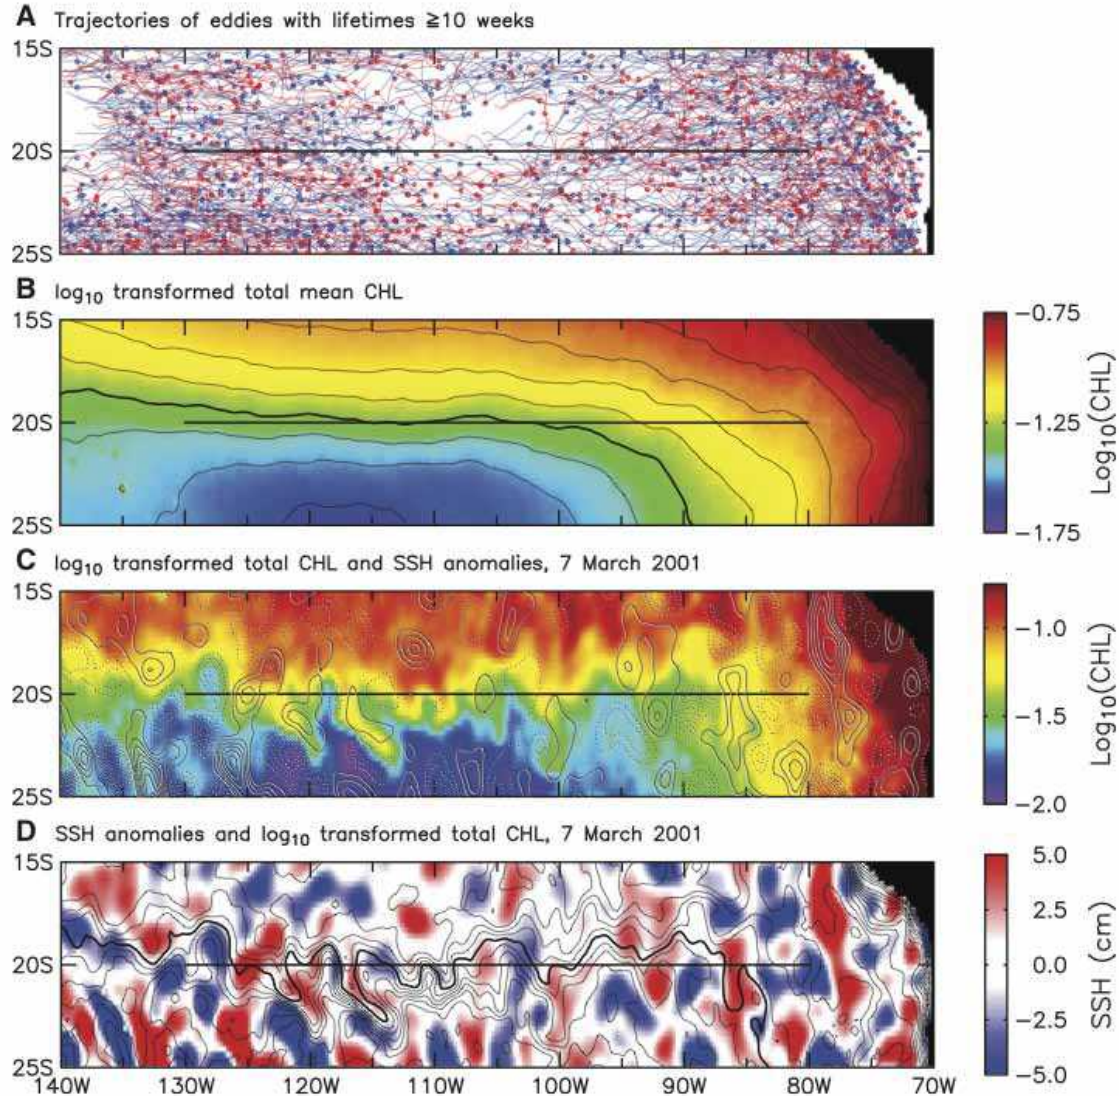 A Trajectories of eddies with lifetimes ≧10 weeks
15S
20S
25S
B log₁₀ transformed total mean CHL
15S
20S
25S
−0.75
−1.25
−1.75
Log₁₀(CHL)
C log₁₀ transformed total CHL and SSH anomalies, 7 March 2001
15S
20S
25S
−1.0
−1.5
−2.0
Log₁₀(CHL)
D SSH anomalies and log₁₀ transformed total CHL, 7 March 2001
15S
20S
25S
5.0
2.5
0.0
−2.5
−5.0
SSH (cm)
140W 130W 120W 110W 100W 90W 80W 70W